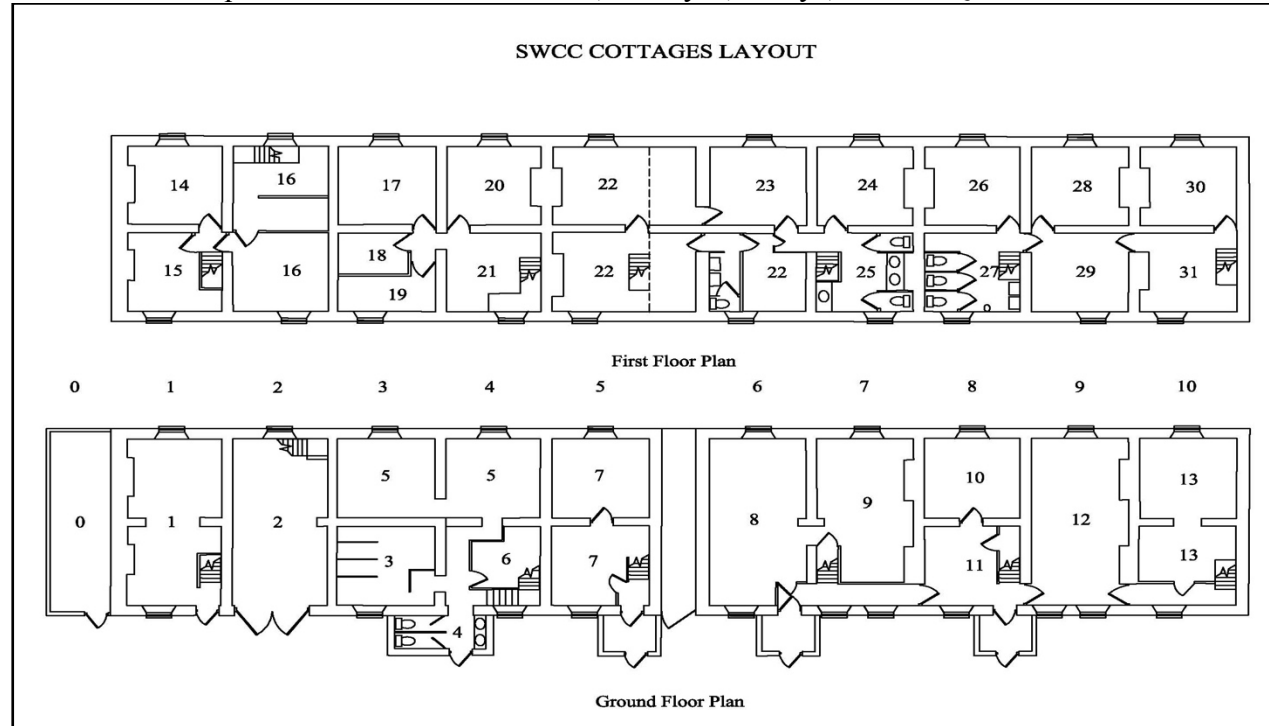 SWCC COTTAGES LAYOUT
14 16 17 20 22 23 24 26 28 30
15 16 18 19 21 22 22 25 27 29 31
First Floor Plan
0 1 2 3 4 5 6 7 8 9 10
5 5 7 10 13
0 1 2 3 6 7 8 9 11 12 13
4
Ground Floor Plan